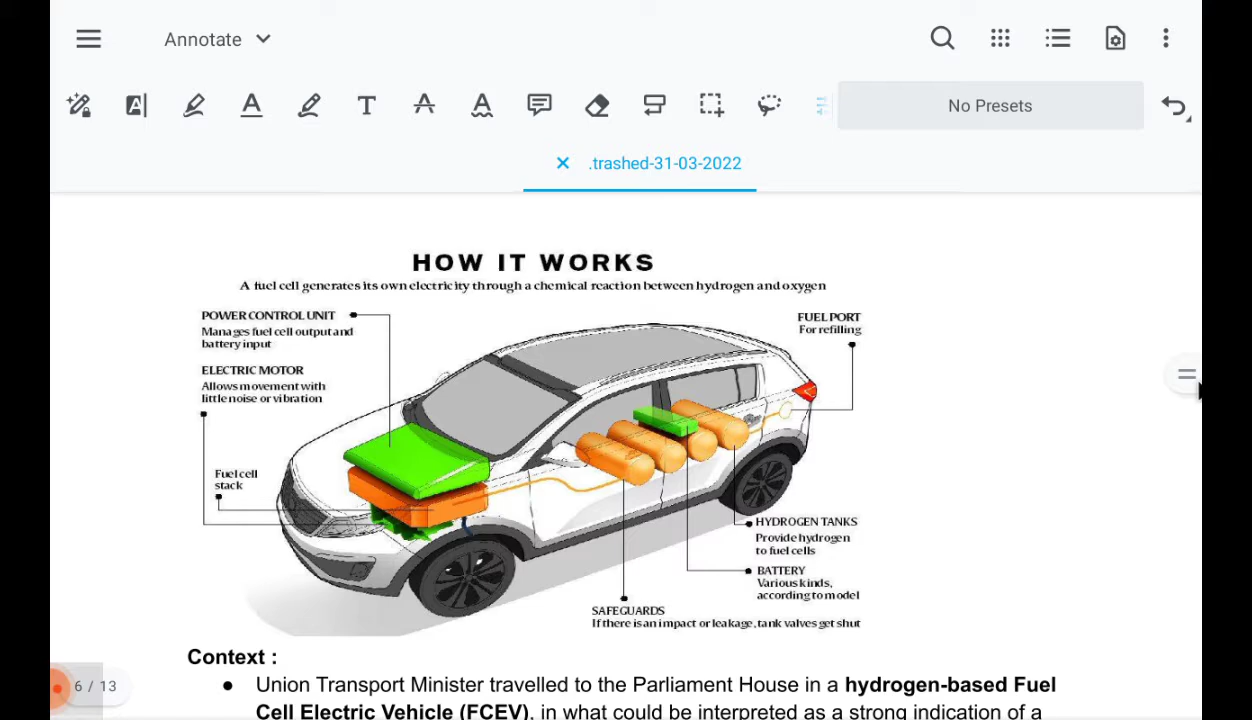 Annotate
No Presets
.trashed-31-03-2022
HOW IT WORKS
A fuel cell generates its own electricity through a chemical reaction between hydrogen and oxygen
POWER CONTROL UNIT
Manages fuel cell output and
battery input
FUEL PORT
For refilling
ELECTRIC MOTOR
Allows movement with
little noise or vibration
Fuel cell
stack
HYDROGEN TANKS
Provide hydrogen
to fuel cells
BATTERY
Various kinds,
according to model
SAFEGUARDS
If there is an impact or leakage, tank valves get shut
Context :
6 / 13
● Union Transport Minister travelled to the Parliament House in a hydrogen-based Fuel
Cell Electric Vehicle (FCEV), in what could be interpreted as a strong indication of a